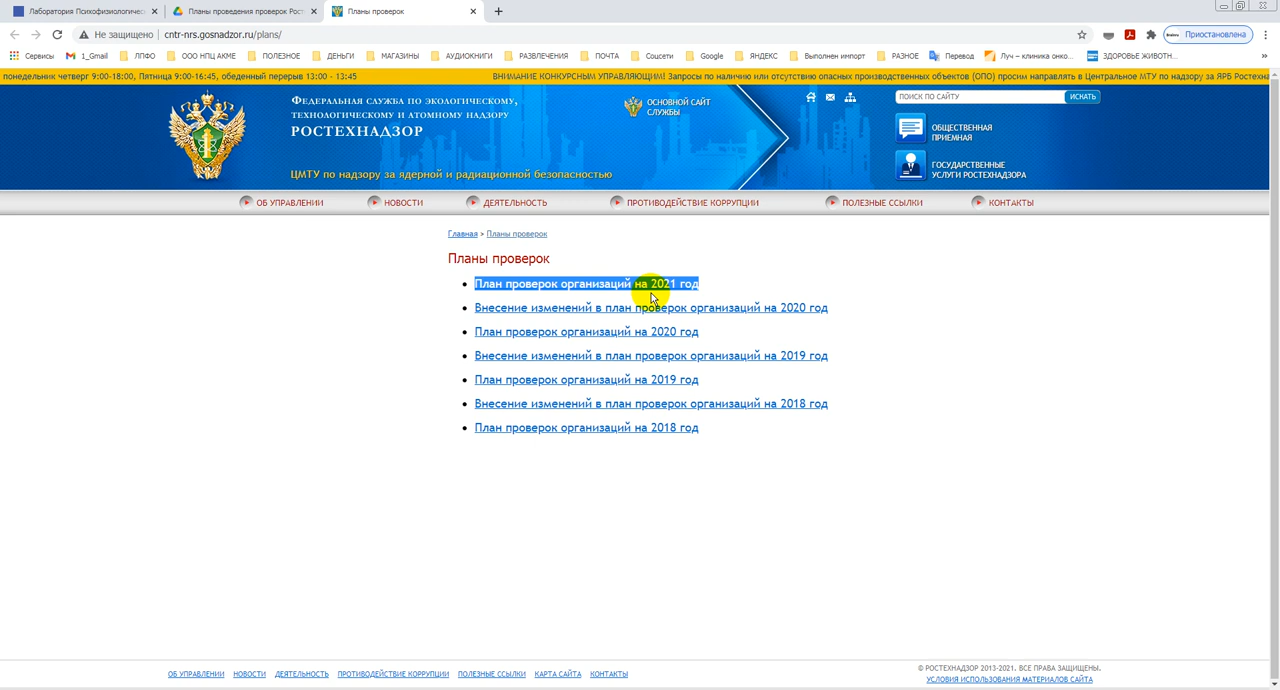 Лаборатория Психофизиологичес
Планы проведения проверок Рост
Планы проверок
Не защищено
cntr-nrs.gosnadzor.ru/plans/
Приостановлена
Сервисы
1_Gmail
ЛПФО
ООО НПЦ АКМЕ
ПОЛЕЗНОЕ
ДЕНЬГИ
МАГАЗИНЫ
АУДИОКНИГИ
РАЗВЛЕЧЕНИЯ
ПОЧТА
Соцсети
Google
ЯНДЕКС
Выполнен импорт
РАЗНОЕ
Перевод
Луч – клиника онко...
ЗДОРОВЬЕ ЖИВОТН...
понедельник четверг 9:00-18:00, Пятница 9:00-16:45, обеденный перерыв 13:00 - 13:45
ВНИМАНИЕ КОНКУРСНЫМ УПРАВЛЯЮЩИМ! Запросы по наличию или отсутствию опасных производственных объектов (ОПО) просим направлять в Центральное МТУ по надзору за ЯРБ Ростехна
ФЕДЕРАЛЬНАЯ СЛУЖБА ПО ЭКОЛОГИЧЕСКОМУ,
ТЕХНОЛОГИЧЕСКОМУ И АТОМНОМУ НАДЗОРУ
РОСТЕХНАДЗОР
ЦМТУ по надзору за ядерной и радиационной безопасностью
ОСНОВНОЙ САЙТ
СЛУЖБЫ
ПОИСК ПО САЙТУ
ИСКАТЬ
ОБЩЕСТВЕННАЯ
ПРИЕМНАЯ
ГОСУДАРСТВЕННЫЕ
УСЛУГИ РОСТЕХНАДЗОРА
ОБ УПРАВЛЕНИИ
НОВОСТИ
ДЕЯТЕЛЬНОСТЬ
ПРОТИВОДЕЙСТВИЕ КОРРУПЦИИ
ПОЛЕЗНЫЕ ССЫЛКИ
КОНТАКТЫ
Главная > Планы проверок
Планы проверок
План проверок организаций на 2021 год
Внесение изменений в план проверок организаций на 2020 год
План проверок организаций на 2020 год
Внесение изменений в план проверок организаций на 2019 год
План проверок организаций на 2019 год
Внесение изменений в план проверок организаций на 2018 год
План проверок организаций на 2018 год
ОБ УПРАВЛЕНИИ
НОВОСТИ
ДЕЯТЕЛЬНОСТЬ
ПРОТИВОДЕЙСТВИЕ КОРРУПЦИИ
ПОЛЕЗНЫЕ ССЫЛКИ
КАРТА САЙТА
КОНТАКТЫ
© РОСТЕХНАДЗОР 2013-2021. ВСЕ ПРАВА ЗАЩИЩЕНЫ.
УСЛОВИЯ ИСПОЛЬЗОВАНИЯ МАТЕРИАЛОВ САЙТА